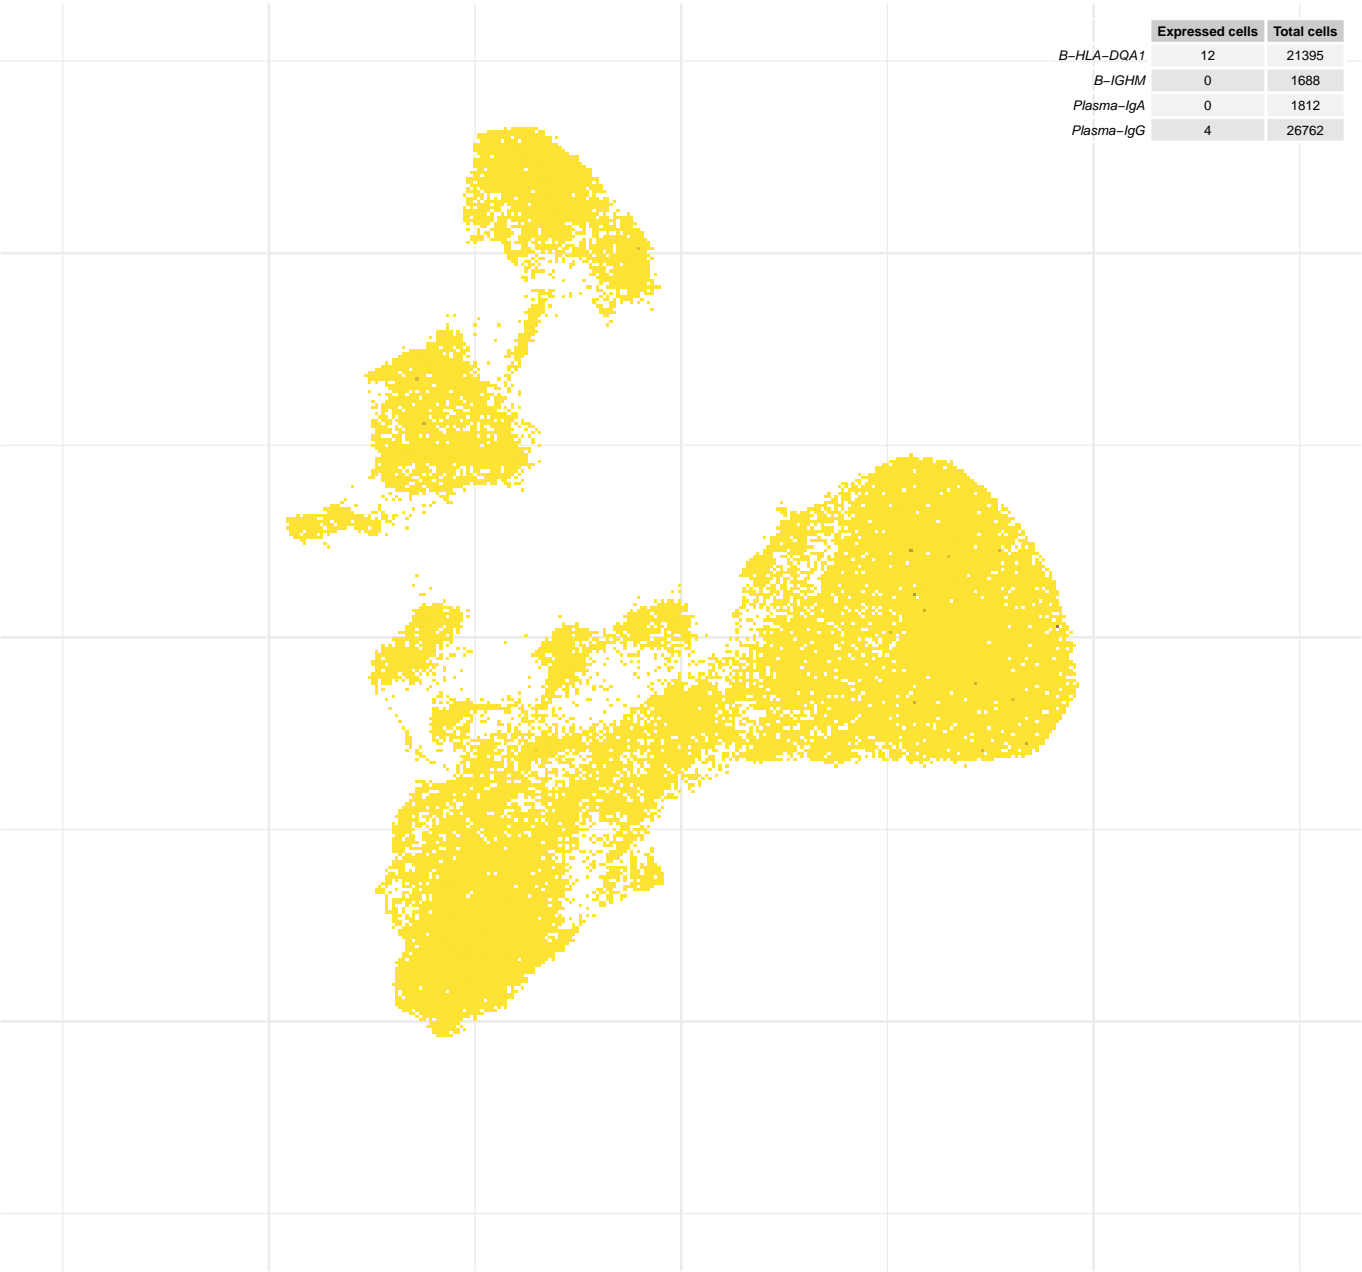 Expressed cells Total cells
B−HLA−DQA1 12 21395
B−IGHM 0 1688
Plasma−IgA 0 1812
Plasma−IgG 4 26762